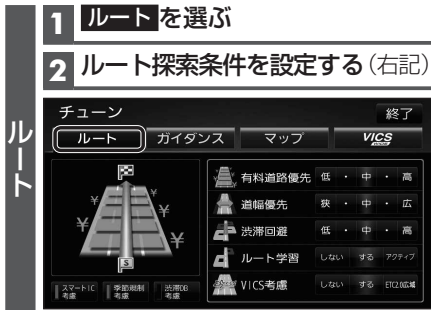 ルート
1 ルート を選ぶ
2 ルート探索条件を設定する(右記)
チューン 終了
ルート ガイダンス マップ VICS WIDE
有料道路優先 低 ・ 中 ・ 高
道幅優先 狭 ・ 中 ・ 広
渋滞回避 低 ・ 中 ・ 高
ルート学習 しない する アクティブ
VICS考慮 しない する ETC2.0広域
¥ ¥ ¥ ¥ ¥
S
スマートIC考慮 季節規制考慮 渋滞DB考慮